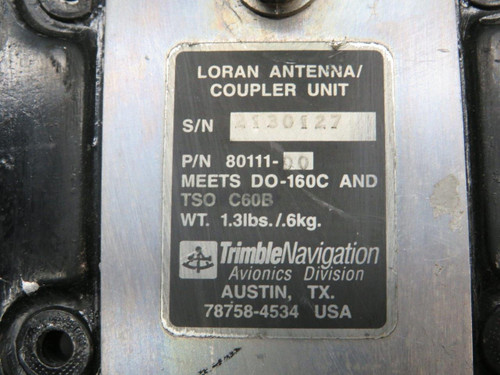 LORAN ANTENNA/
COUPLER UNIT
S/N 2130127
P/N 80111-00
MEETS DO-160C AND
TSO C60B
WT. 1.3lbs./.6kg.
TrimbleNavigation
Avionics Division
AUSTIN, TX.
78758-4534 USA